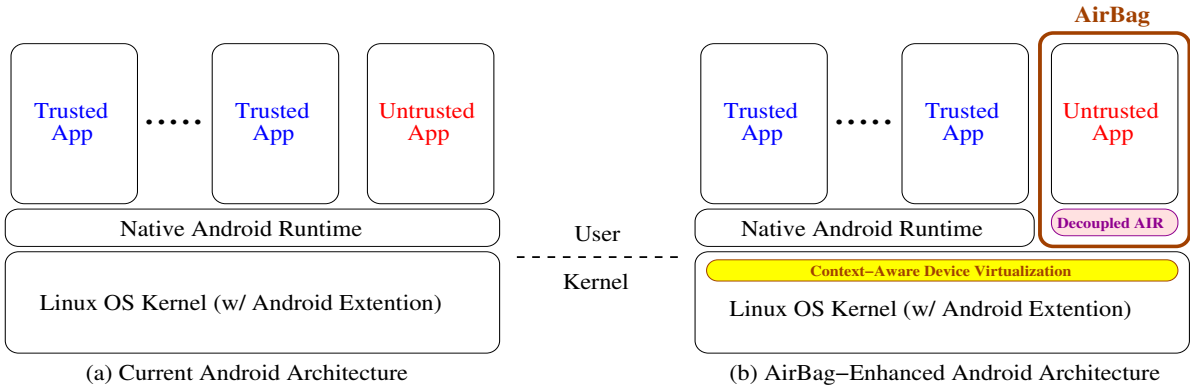 AirBag
Trusted
App
.....
Trusted
App
Untrusted
App
Trusted
App
.....
Trusted
App
Untrusted
App
Native Android Runtime
User
Kernel
Native Android Runtime
Decoupled AIR
Context-Aware Device Virtualization
Linux OS Kernel (w/ Android Extention)
Linux OS Kernel (w/ Android Extention)
(a) Current Android Architecture
(b) AirBag-Enhanced Android Architecture